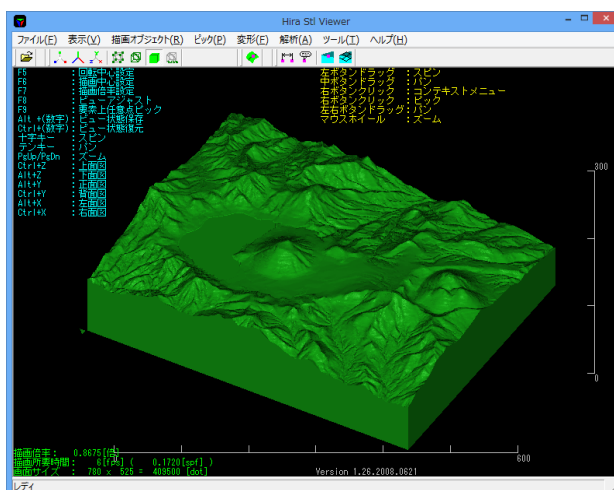 Hira Stl Viewer
ファイル(F) 表示(V) 描画オブジェクト(R) ピック(P) 変形(E) 解析(A) ツール(T) ヘルプ(H)
F5 :回転中心設定
F6 :描画中心設定
F7 :描画倍率設定
F8 :ビューアジャスト
F9 :要素上任意点ピック
Alt +(数字):ビュー状態保存
Ctrl+(数字):ビュー状態復元
十字キー :スピン
テンキー :パン
PgUp/PgDn :ズーム
Ctrl+Z :上面図
Alt+Z :下面図
Alt+Y :正面図
Ctrl+Y :背面図
Alt+X :左面図
Ctrl+X :右面図
左ボタンドラッグ :スピン
中ボタンドラッグ :パン
右ボタンクリック :コンテキストメニュー
右ボタンクリック :ピック
左右ボタンドラッグ:パン
マウスホイール :ズーム
300
0
0
600
描画倍率: 0.8675[倍]
描画所要時間: 6[fps] ( 0.1720[spf] )
画面サイズ : 780 x 525 = 409500 [dot]
Version 1.26.2008.0621
レディ